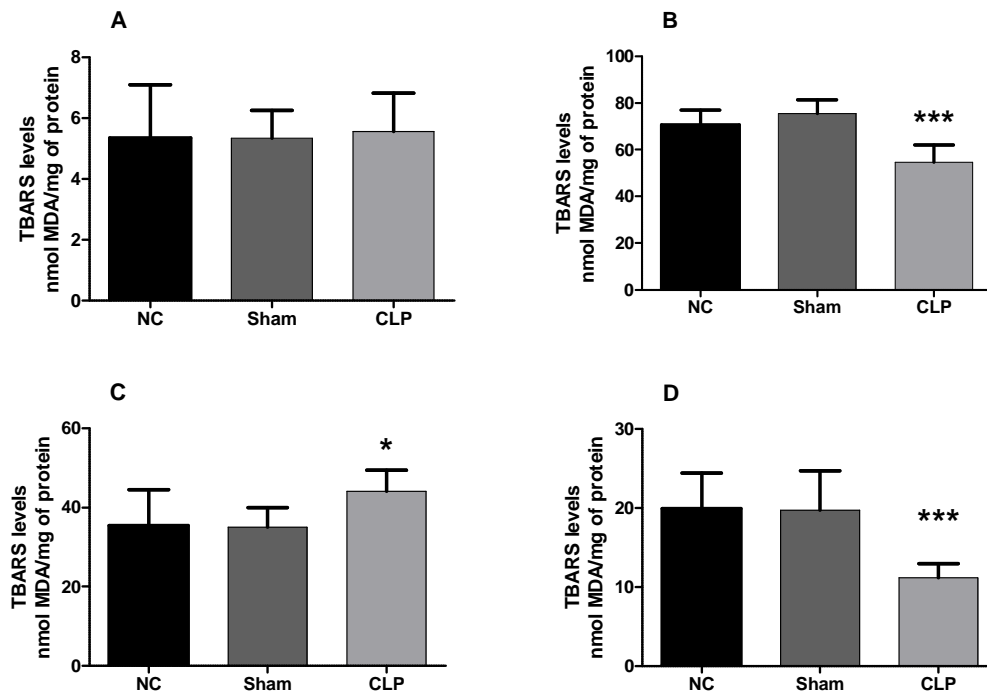 A
TBARS levels
nmol MDA/mg of protein
8
6
4
2
0
NC Sham CLP
B
TBARS levels
nmol MDA/mg of protein
100
80
60
40
20
0
***
NC Sham CLP
C
TBARS levels
nmol MDA/mg of protein
60
40
20
0
*
NC Sham CLP
D
TBARS levels
nmol MDA/mg of protein
30
20
10
0
***
NC Sham CLP